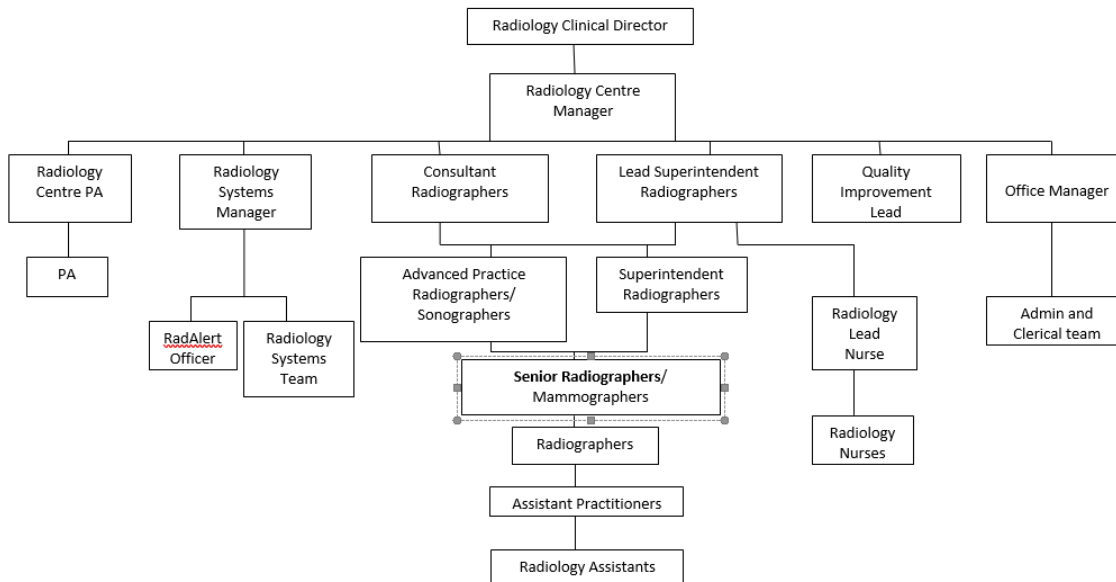 Radiology Clinical Director
Radiology Centre
Manager
Radiology
Centre PA
Radiology
Systems
Manager
Consultant
Radiographers
Lead Superintendent
Radiographers
Quality
Improvement
Lead
Office Manager
PA
Advanced Practice
Radiographers/
Sonographers
Superintendent
Radiographers
RadAlert
Officer
Radiology
Systems
Team
Radiology
Lead
Nurse
Admin and
Clerical team
Senior Radiographers/
Mammographers
Radiographers
Radiology
Nurses
Assistant Practitioners
Radiology Assistants